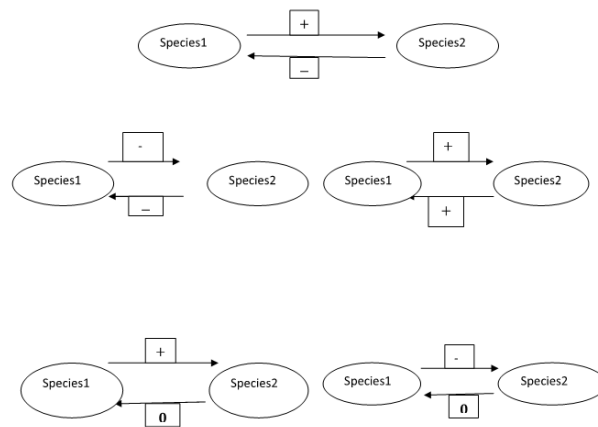 +
Species1
Species2
–
-
+
Species1
Species2
Species1
Species2
–
+
+
-
Species1
Species2
Species1
Species2
0
0